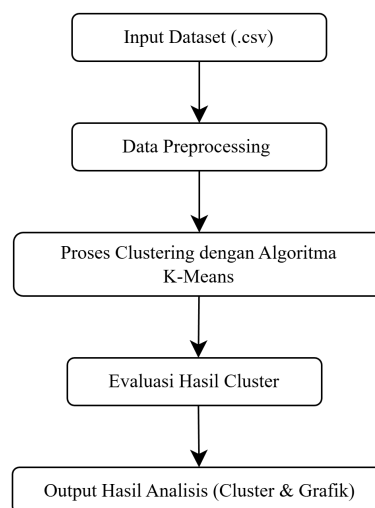 Input Dataset (.csv)
Data Preprocessing
Proses Clustering dengan Algoritma
K-Means
Evaluasi Hasil Cluster
Output Hasil Analisis (Cluster & Grafik)